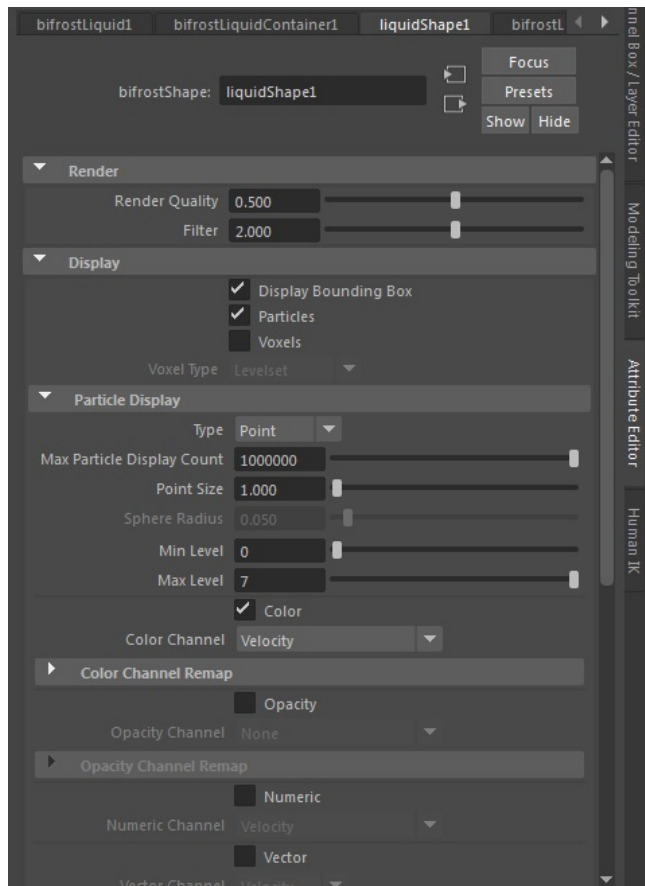 bifrostLiquid1 bifrostLiquidContainer1 liquidShape1 bifrostL
Focus
bifrostShape: liquidShape1
Presets
Show Hide
Render
Render Quality 0.500
Filter 2.000
Display
Display Bounding Box
Particles
Voxels
Voxel Type Levelset
Particle Display
Type Point
Max Particle Display Count 1000000
Point Size 1.000
Sphere Radius 0.050
Min Level 0
Max Level 7
Color
Color Channel Velocity
Color Channel Remap
Opacity
Opacity Channel None
Opacity Channel Remap
Numeric
Numeric Channel Velocity
Vector
Vector Channel Velocity
nnel Box / Layer Editor
Modeling Toolkit
Attribute Editor
Human IK